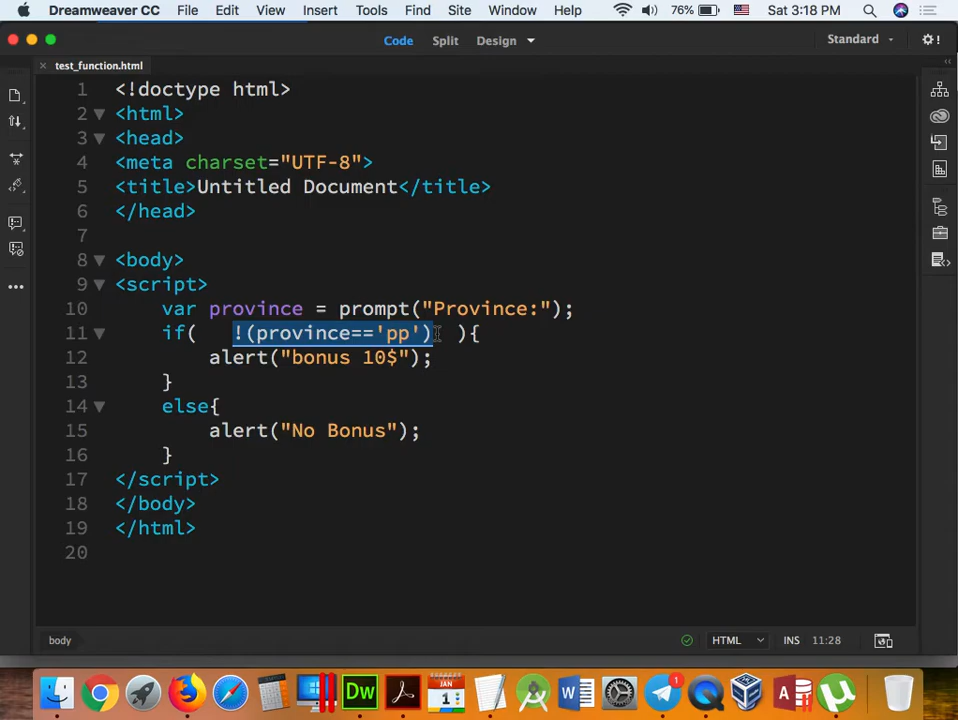 Dreamweaver CC File Edit View Insert Tools Find Site Window Help 76% Sat 3:18 PM
Code Split Design Standard
test_function.html
1 <!doctype html>
2 <html>
3 <head>
4 <meta charset="UTF-8">
5 <title>Untitled Document</title>
6 </head>
7
8 <body>
9 <script>
10 var province = prompt("Province:");
11 if( !(province=='pp') ){
12 alert("bonus 10$");
13 }
14 else{
15 alert("No Bonus");
16 }
17 </script>
18 </body>
19 </html>
20
body HTML INS 11:28
Dw JAN 1 W 1 A